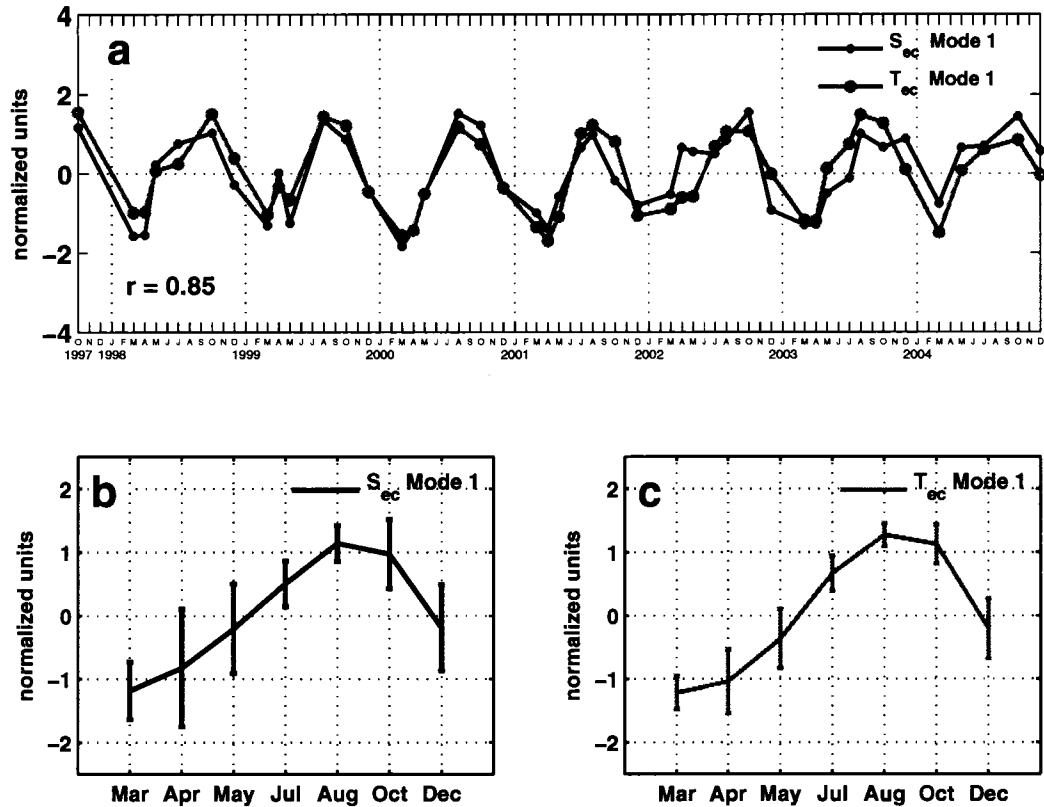 4
2
0
−2
−4
normalized units
a
S_ec Mode 1
T_ec Mode 1
r = 0.85
O N D J F M A M J J A S O N D J F M A M J J A S O N D J F M A M J J A S O N D J F M A M J J A S O N D J F M A M J J A S O N D J F M A M J J A S O N D J F M A M J J A S O N D
1997 1998 1999 2000 2001 2002 2003 2004
b
S_ec Mode 1
2
1
0
−1
−2
normalized units
Mar Apr May Jul Aug Oct Dec
c
T_ec Mode 1
2
1
0
−1
−2
normalized units
Mar Apr May Jul Aug Oct Dec